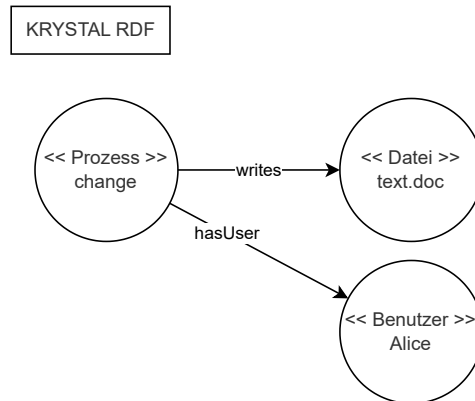 KRYSTAL RDF
<< Prozess >>
change
writes
<< Datei >>
text.doc
hasUser
<< Benutzer >>
Alice